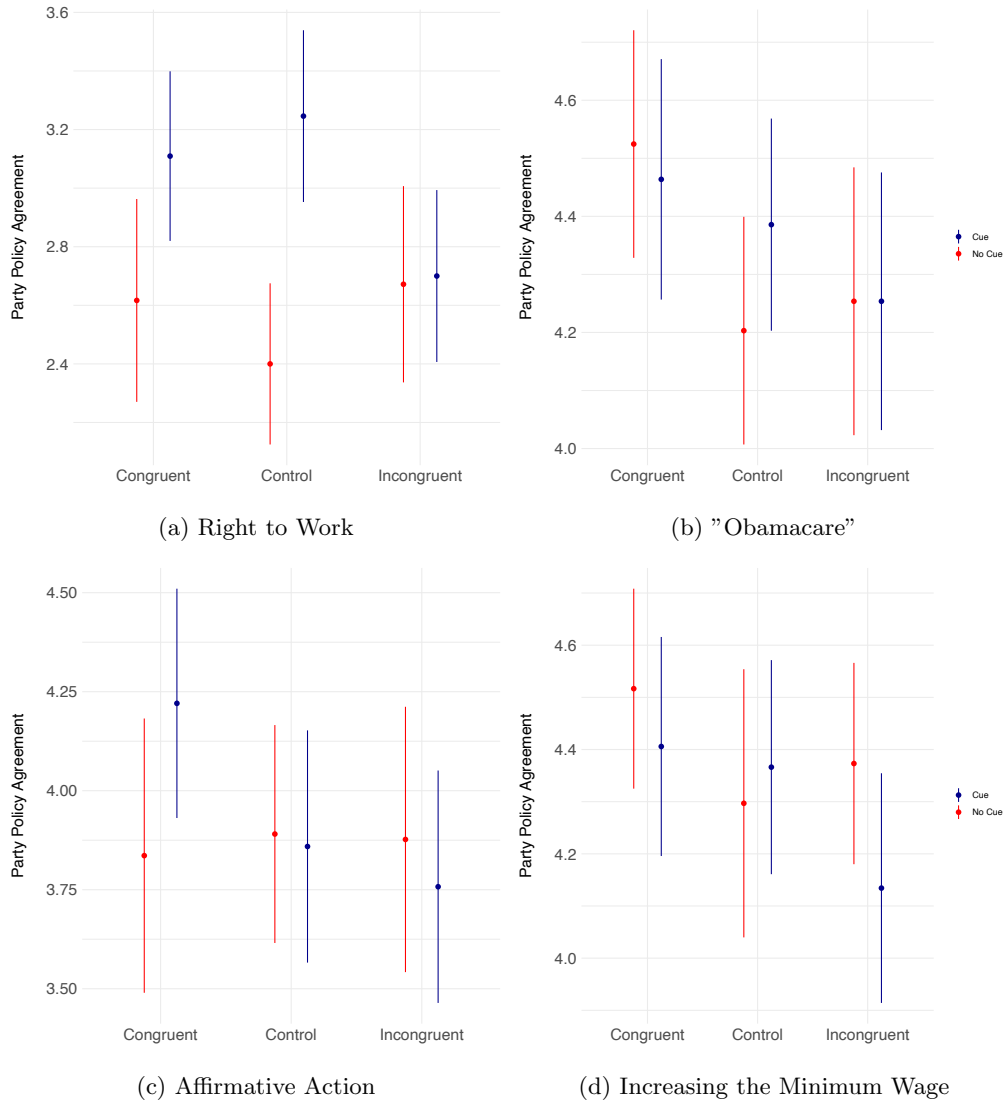 3.6
3.2
2.8
2.4
Party Policy Agreement
Congruent Control Incongruent
(a) Right to Work
4.6
4.4
4.2
4.0
Party Policy Agreement
Congruent Control Incongruent
Cue
No Cue
(b) ”Obamacare”
4.50
4.25
4.00
3.75
3.50
Party Policy Agreement
Congruent Control Incongruent
(c) Affirmative Action
4.6
4.4
4.2
4.0
Party Policy Agreement
Congruent Control Incongruent
Cue
No Cue
(d) Increasing the Minimum Wage